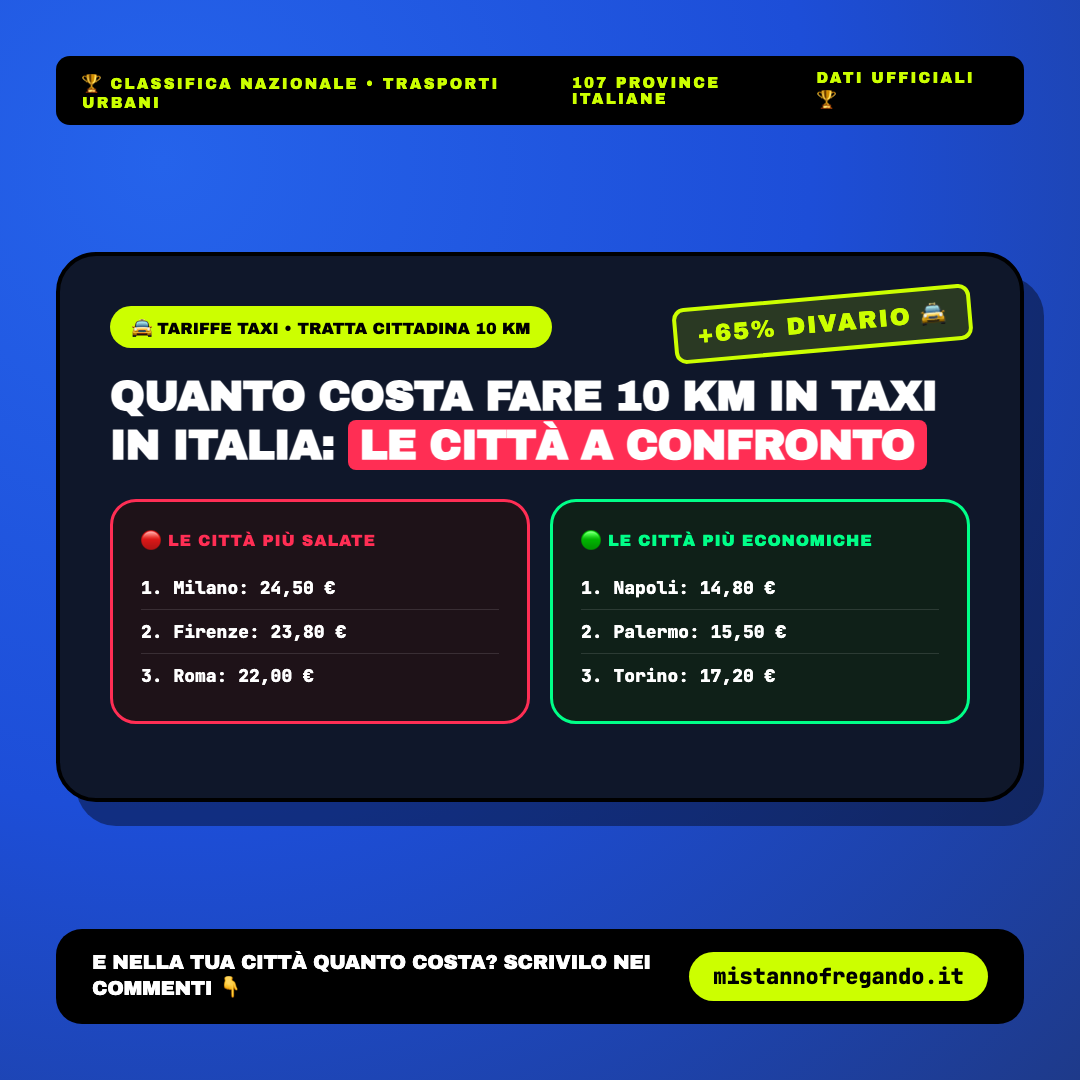 🏆 CLASSIFICA NAZIONALE • TRASPORTI
URBANI
107 PROVINCE
ITALIANE
DATI UFFICIALI
🏆
🚖 TARIFFE TAXI • TRATTA CITTADINA 10 KM
+65% DIVARIO 🚖
QUANTO COSTA FARE 10 KM IN TAXI
IN ITALIA: LE CITTÀ A CONFRONTO
🔴 LE CITTÀ PIÙ SALATE
1. Milano: 24,50 €
2. Firenze: 23,80 €
3. Roma: 22,00 €
🟢 LE CITTÀ PIÙ ECONOMICHE
1. Napoli: 14,80 €
2. Palermo: 15,50 €
3. Torino: 17,20 €
E NELLA TUA CITTÀ QUANTO COSTA? SCRIVILO NEI
COMMENTI 👇
mistannofregando.it